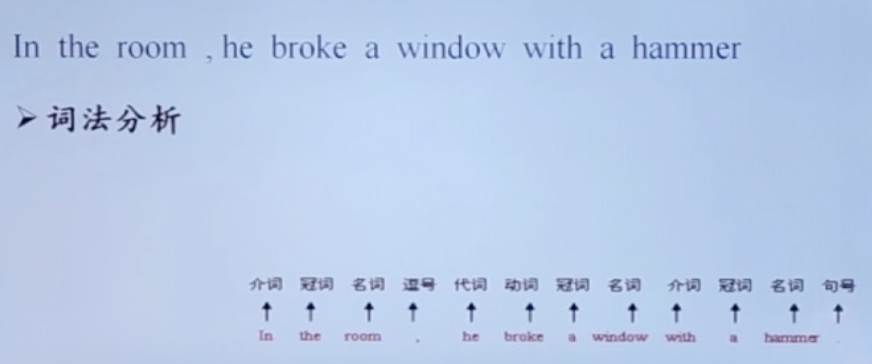 In the room , he broke a window with a hammer
➢ 词法分析
介词 冠词 名词 逗号 代词 动词 冠词 名词 介词 冠词 名词 句号
↑ ↑ ↑ ↑ ↑ ↑ ↑ ↑ ↑ ↑ ↑ ↑
In the room , he broke a window with a hammer .